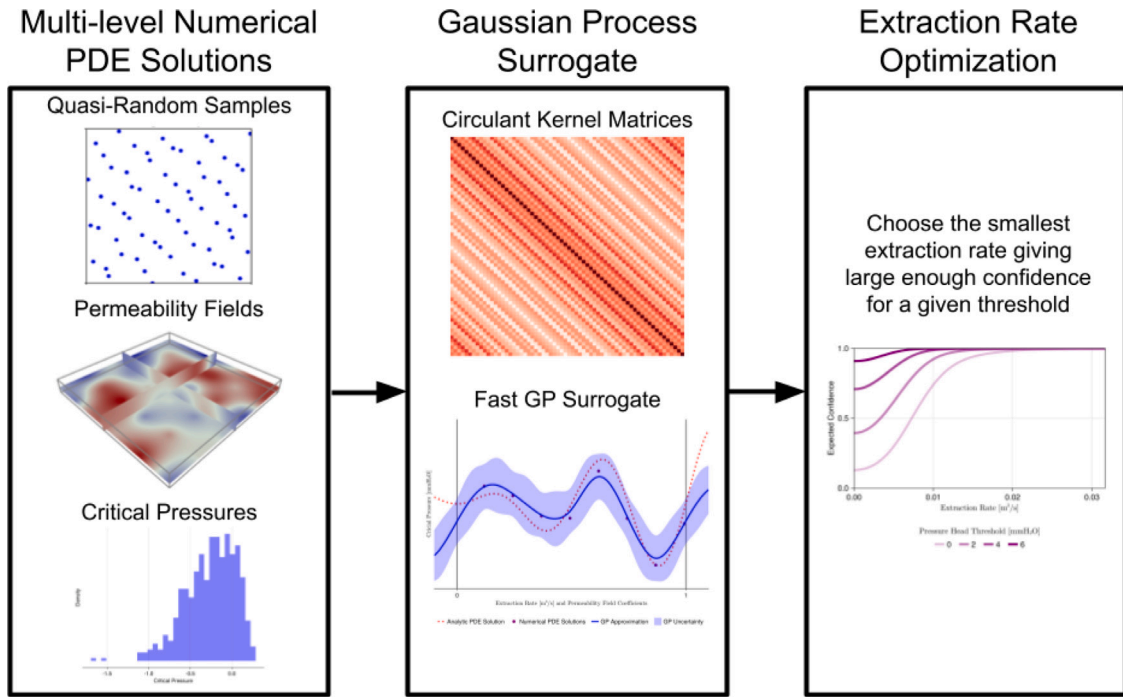 Multi-level Numerical
PDE Solutions
Quasi-Random Samples
Permeability Fields
Critical Pressures
Density
-1.5
-1.0
-0.5
0.0
Critical Pressure
Gaussian Process
Surrogate
Circulant Kernel Matrices
Fast GP Surrogate
Critical Pressure [mmH₂O]
0
1
Extraction Rate [m³/s] and Permeability Field Coefficients
Analytic PDE Solution
Numerical PDE Solutions
GP Approximation
GP Uncertainty
Extraction Rate
Optimization
Choose the smallest
extraction rate giving
large enough confidence
for a given threshold
Expected Confidence
1.0
0.5
0.0
0.00
0.01
0.02
0.03
Extraction Rate [m³/s]
Pressure Head Threshold [mmH₂O]
0 2 4 6